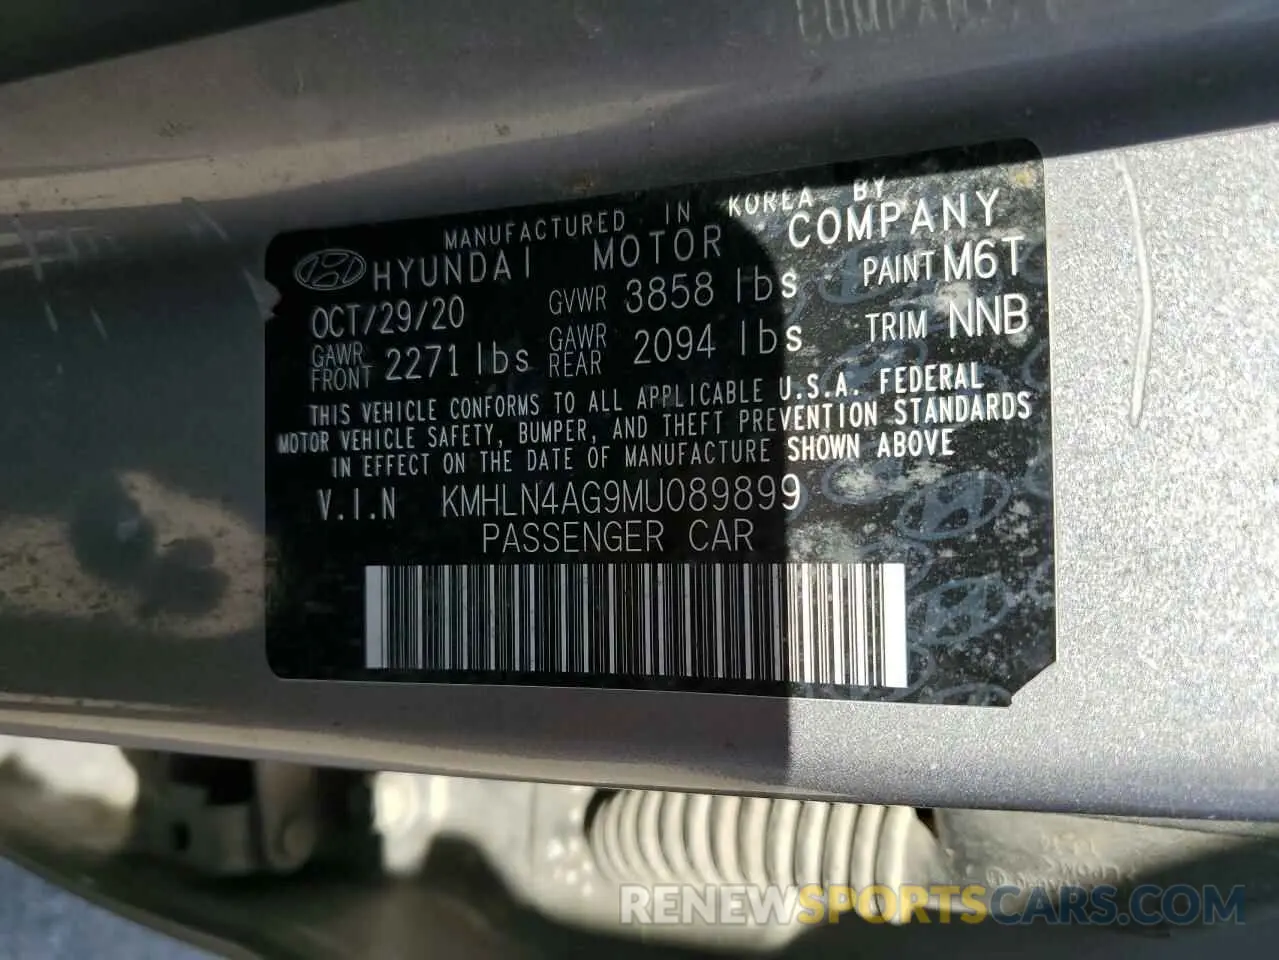 MANUFACTURED IN KOREA BY
HYUNDAI MOTOR COMPANY
OCT/29/20 GVWR 3858 lbs PAINT M6T
GAWR FRONT 2271 lbs GAWR REAR 2094 lbs TRIM NNB
THIS VEHICLE CONFORMS TO ALL APPLICABLE U.S.A. FEDERAL
MOTOR VEHICLE SAFETY, BUMPER, AND THEFT PREVENTION STANDARDS
IN EFFECT ON THE DATE OF MANUFACTURE SHOWN ABOVE
V.I.N KMHLN4AG9MU089899
PASSENGER CAR
RENEWSPORTSCARS.COM